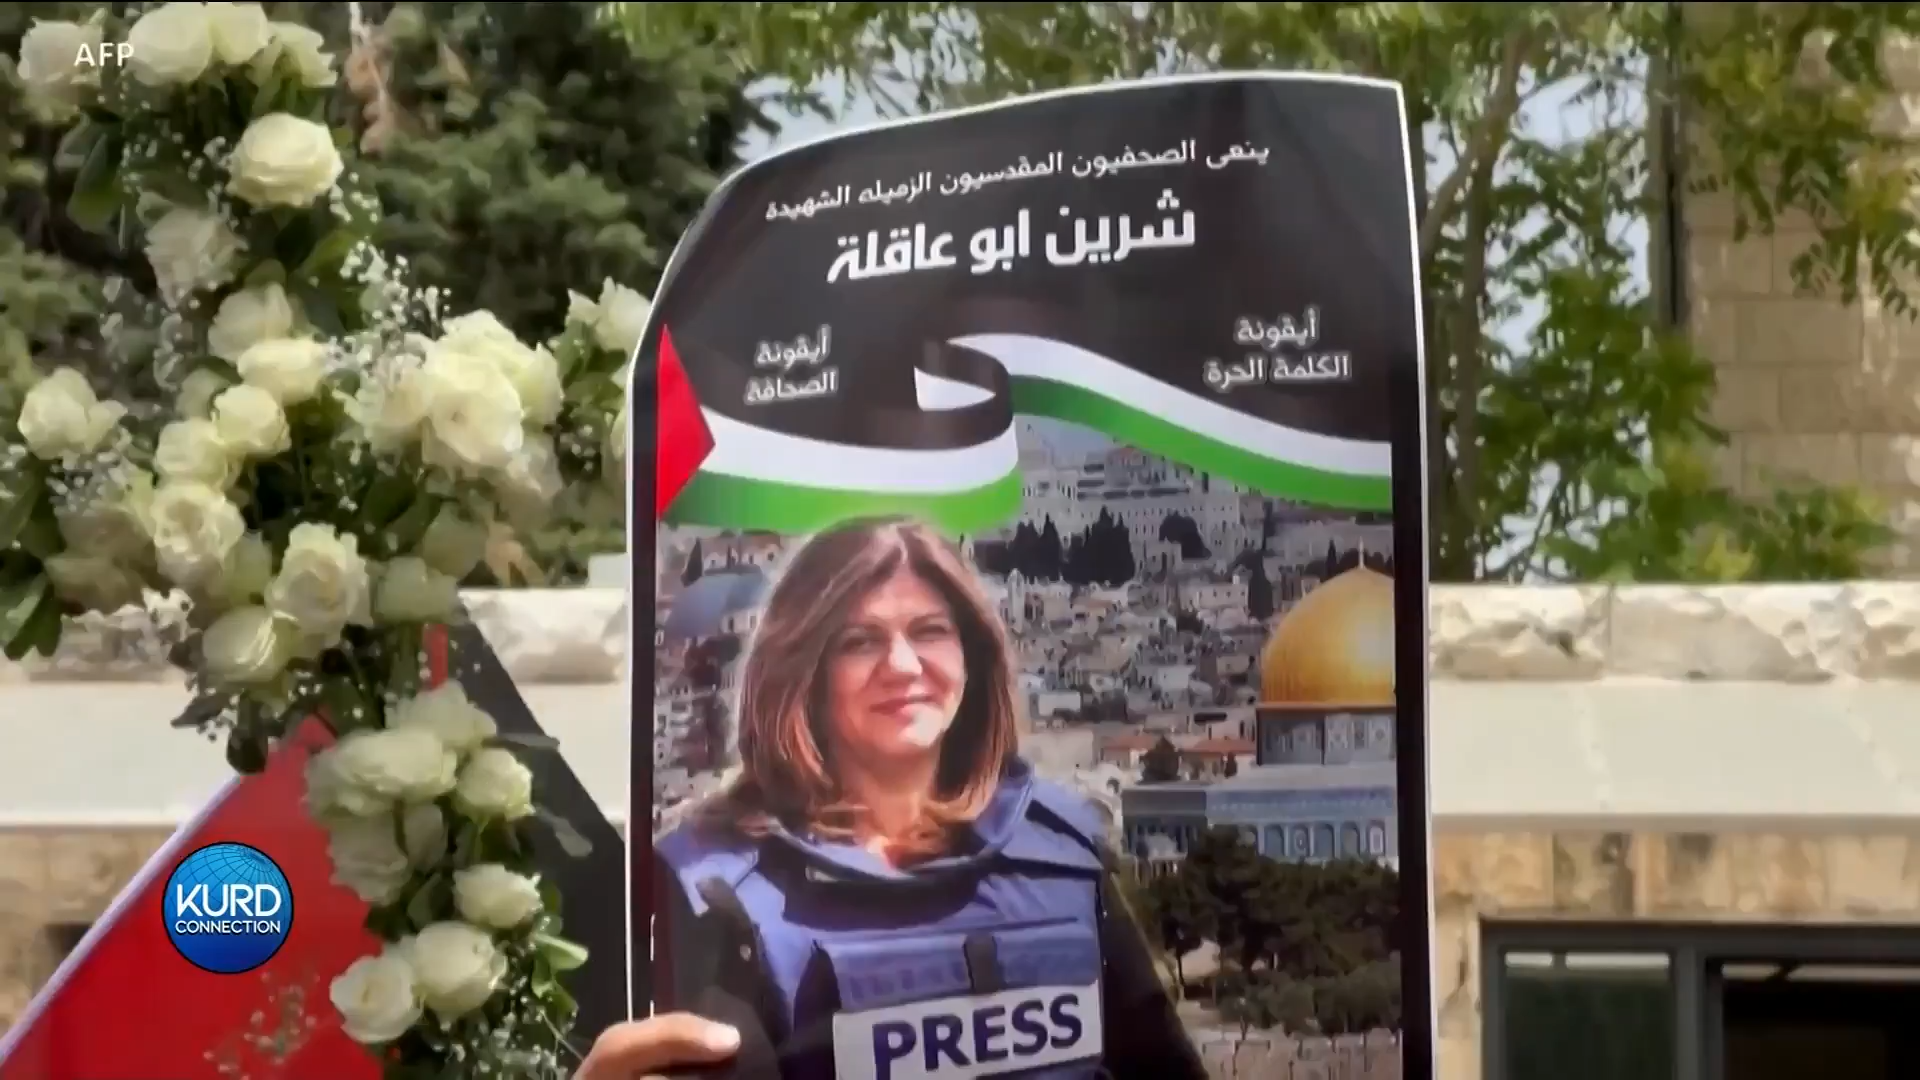 AFP
ينعى الصحفيون المقدسيون الزميله الشهيدة
شرين ابو عاقلة
أيقونة
الكلمة الحرة
أيقونة
الصحافة
PRESS
KURD
CONNECTION